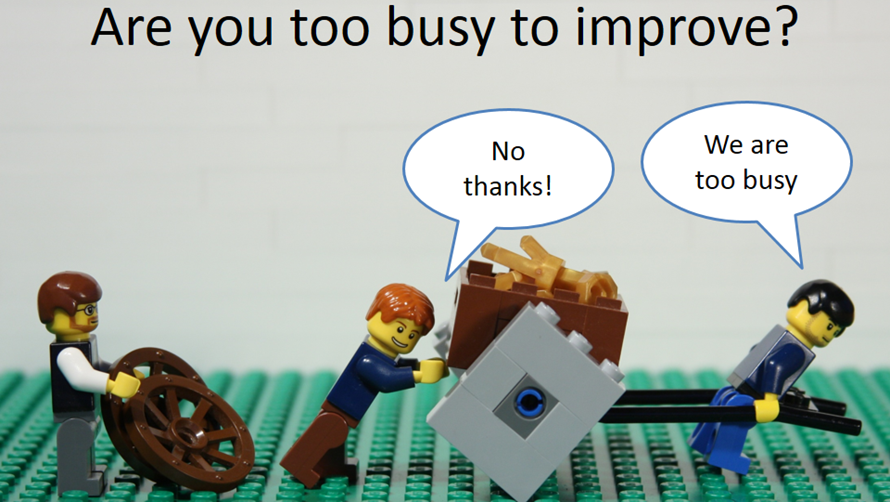 Are you too busy to improve?
No
thanks!
We are
too busy